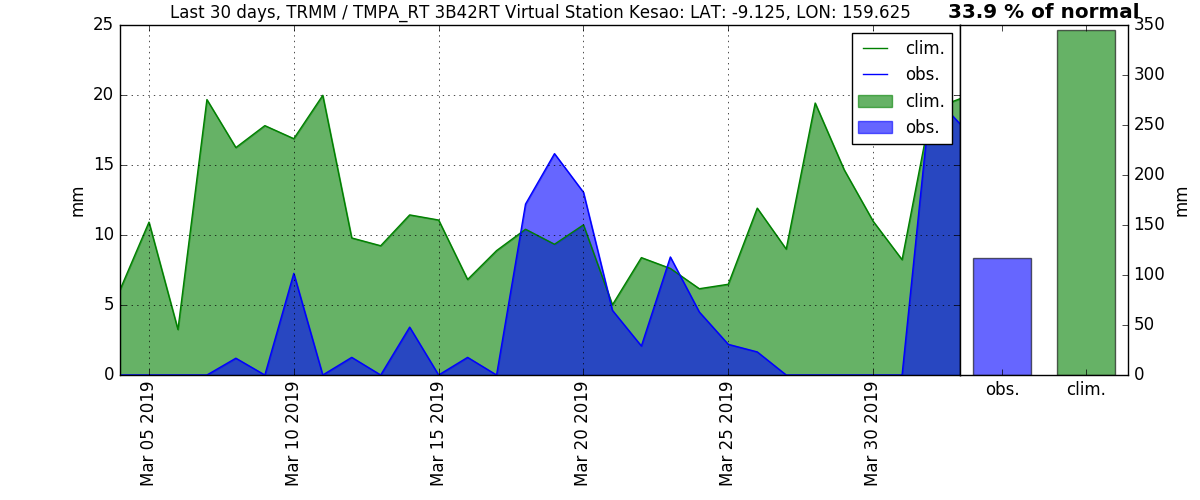 Last 30 days, TRMM / TMPA_RT 3B42RT Virtual Station Kesao: LAT: -9.125, LON: 159.625
33.9 % of normal
25
20
15
10
5
0
mm
clim.
obs.
clim.
obs.
Mar 05 2019
Mar 10 2019
Mar 15 2019
Mar 20 2019
Mar 25 2019
Mar 30 2019
350
300
250
200
150
100
50
0
mm
obs.
clim.